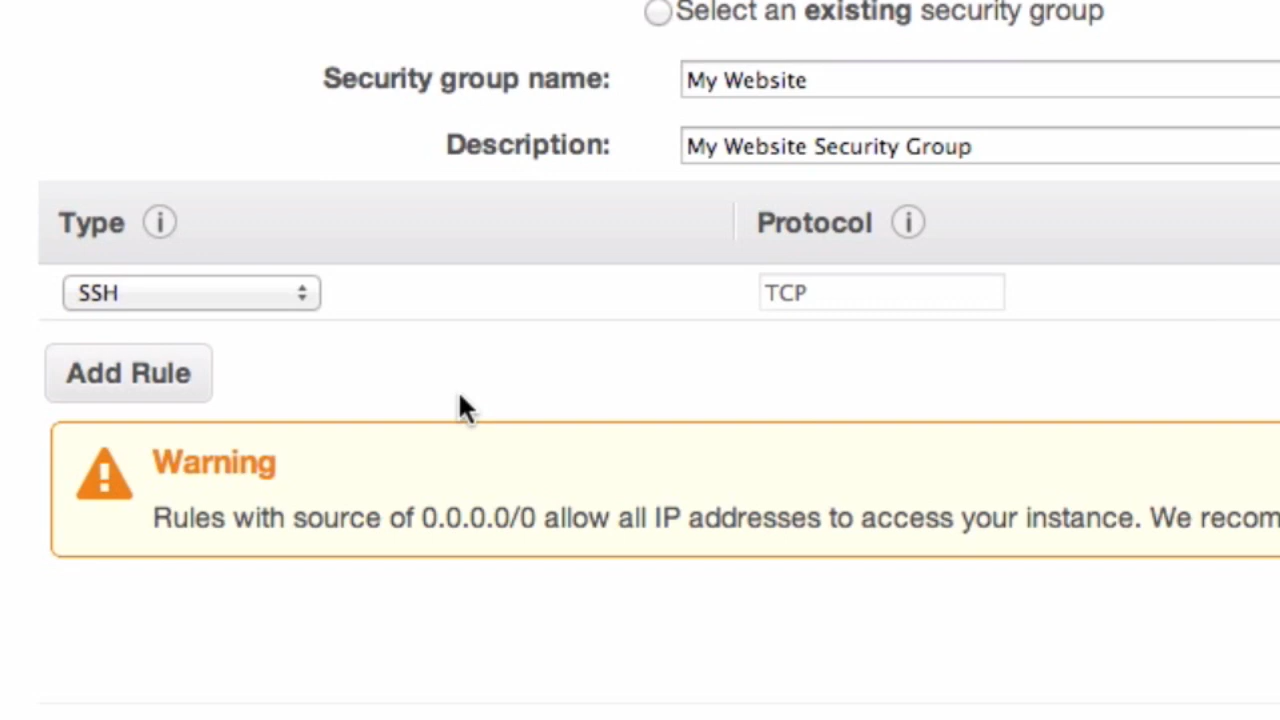 Select an existing security group
Security group name:
My Website
Description:
My Website Security Group
Type
Protocol
SSH
TCP
Add Rule
Warning
Rules with source of 0.0.0.0/0 allow all IP addresses to access your instance. We recom